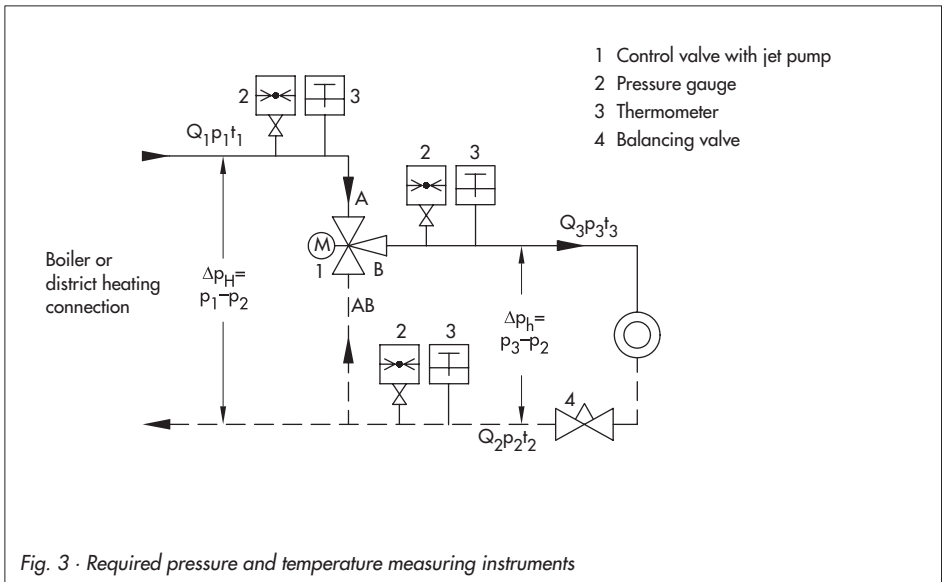 1 Control valve with jet pump
2 Pressure gauge
3 Thermometer
4 Balancing valve
2
3
Q1p1t1
A
2
3
M
1
B
Q3p3t3
Boiler or
district heating
connection
ΔpH=
p1–p2
AB
Δph=
p3–p2
2
3
4
Q2p2t2
Fig. 3 · Required pressure and temperature measuring instruments